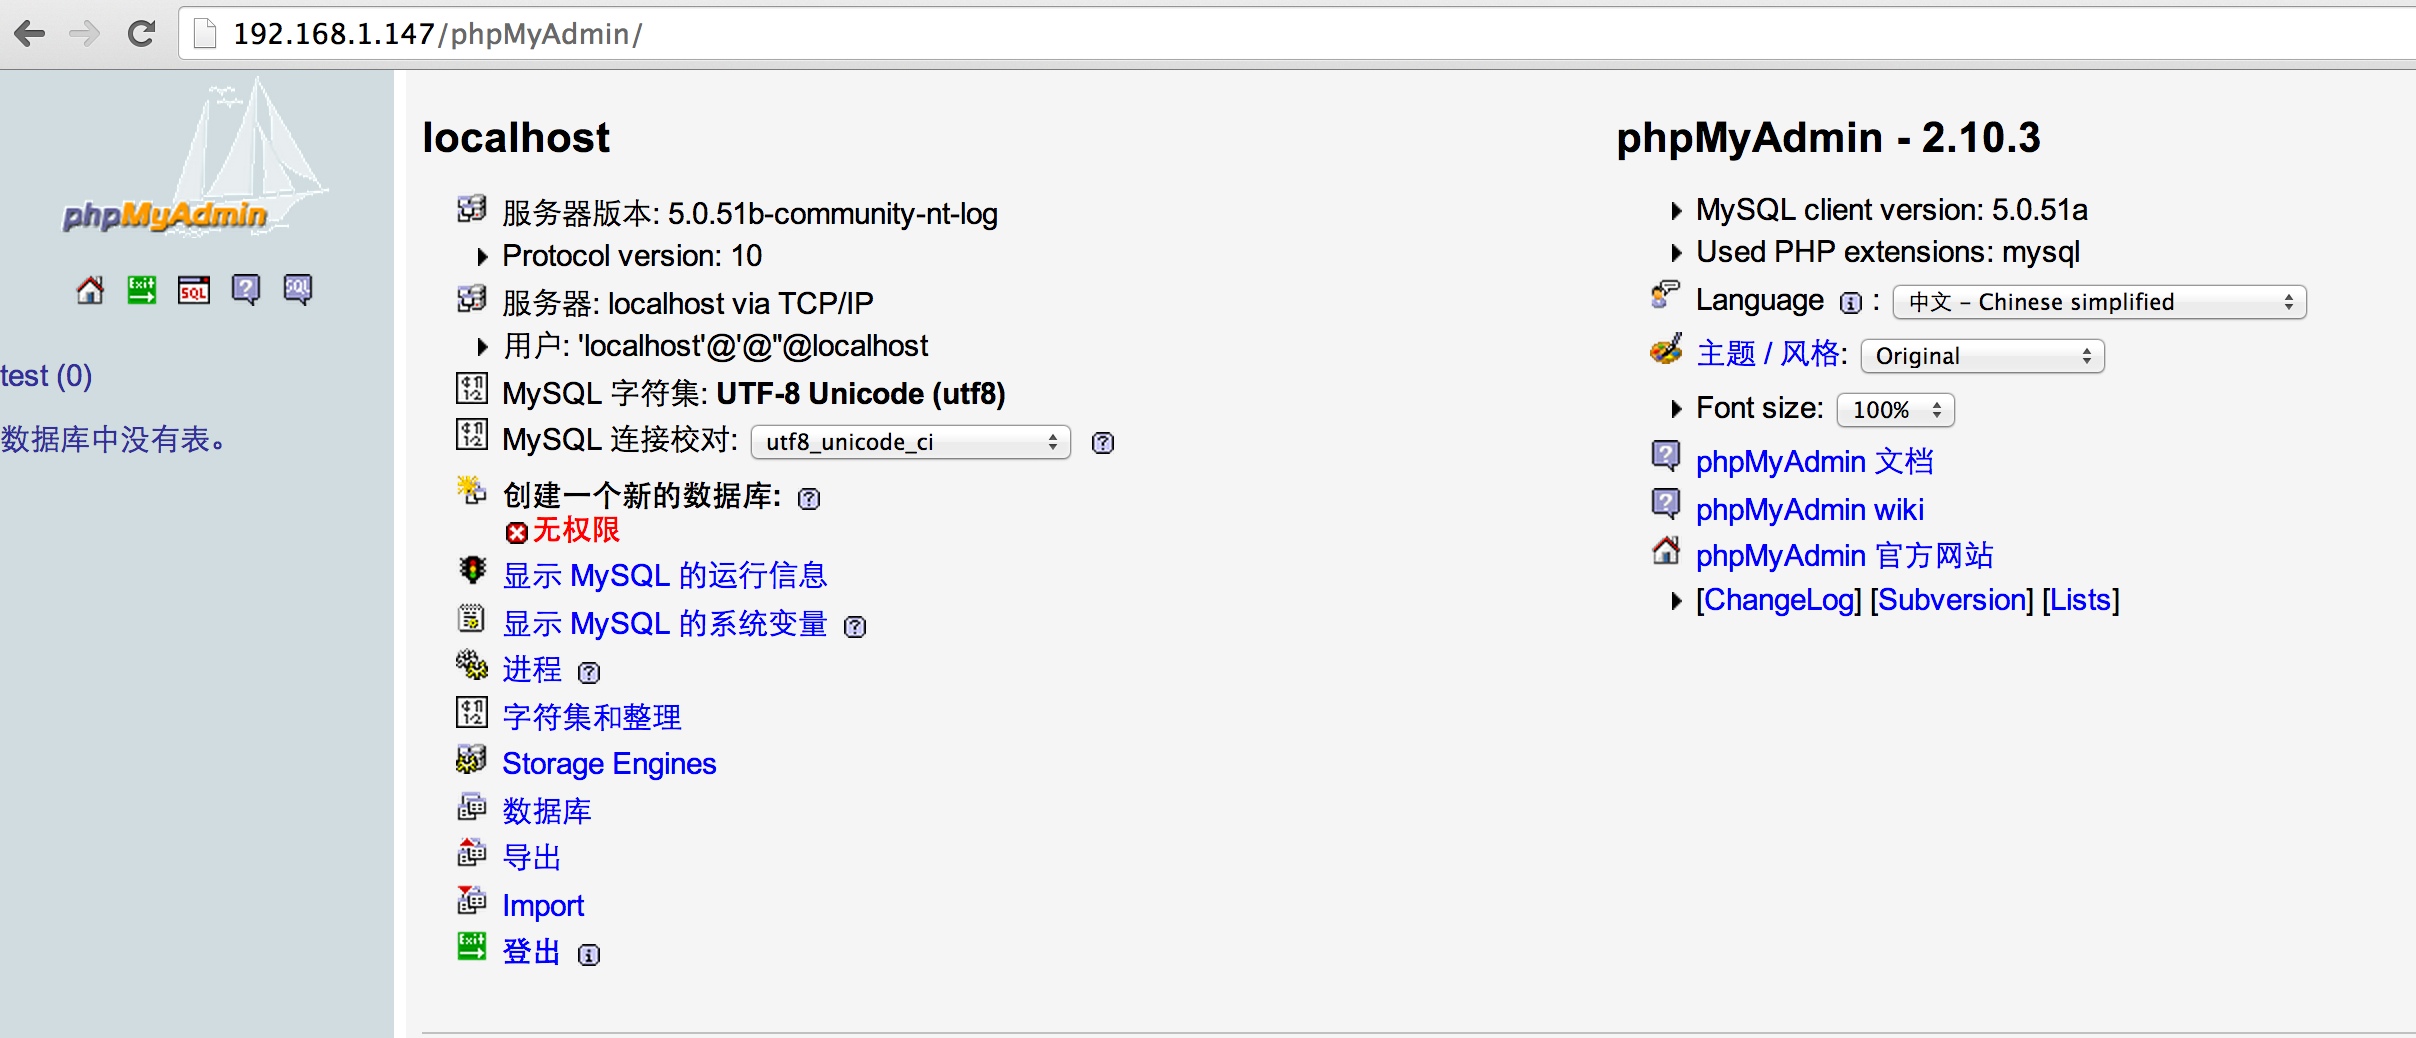 192.168.1.147/phpMyAdmin/
phpMyAdmin
Exit
SQL
SQL
test (0)
数据库中没有表。
localhost
服务器版本: 5.0.51b-community-nt-log
Protocol version: 10
服务器: localhost via TCP/IP
用户: 'localhost'@'@"@localhost
MySQL 字符集: UTF-8 Unicode (utf8)
MySQL 连接校对: utf8_unicode_ci
创建一个新的数据库:
无权限
显示 MySQL 的运行信息
显示 MySQL 的系统变量
进程
字符集和整理
Storage Engines
数据库
导出
Import
Exit
登出
phpMyAdmin - 2.10.3
MySQL client version: 5.0.51a
Used PHP extensions: mysql
Language : 中文 – Chinese simplified
主题 / 风格: Original
Font size: 100%
phpMyAdmin 文档
phpMyAdmin wiki
phpMyAdmin 官方网站
[ChangeLog] [Subversion] [Lists]